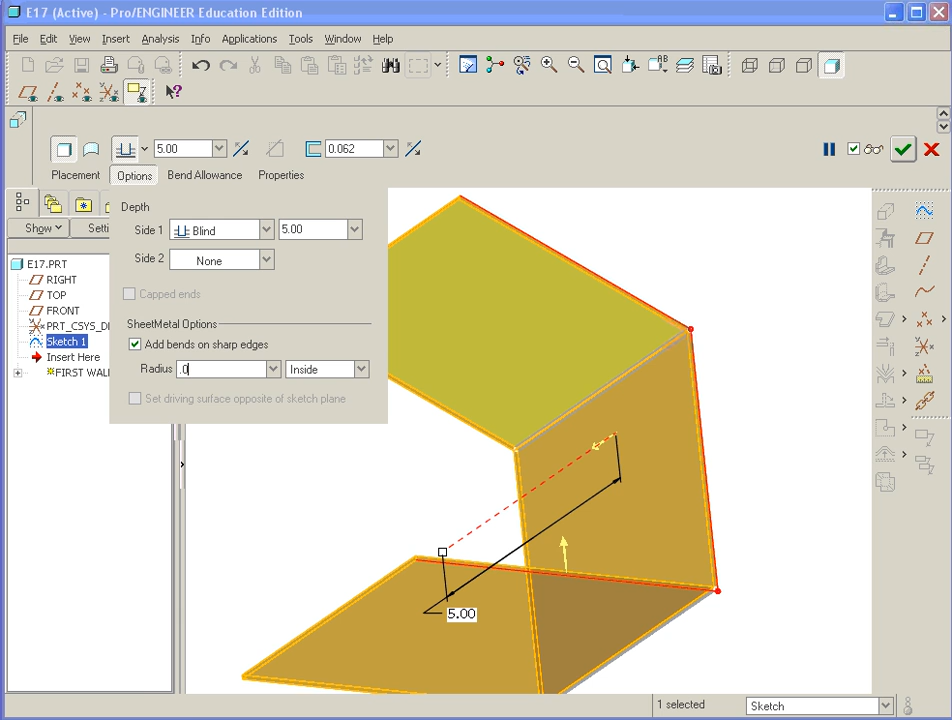 E17 (Active) - Pro/ENGINEER Education Edition
File Edit View Insert Analysis Info Applications Tools Window Help
5.00 0.062
Placement Options Bend Allowance Properties
Show Setti
E17.PRT
RIGHT
TOP
FRONT
PRT_CSYS_DE
Sketch 1
Insert Here
FIRST WALL
Depth
Side 1 Blind 5.00
Side 2 None
Capped ends
SheetMetal Options
Add bends on sharp edges
Radius .0 Inside
Set driving surface opposite of sketch plane
5.00
1 selected Sketch